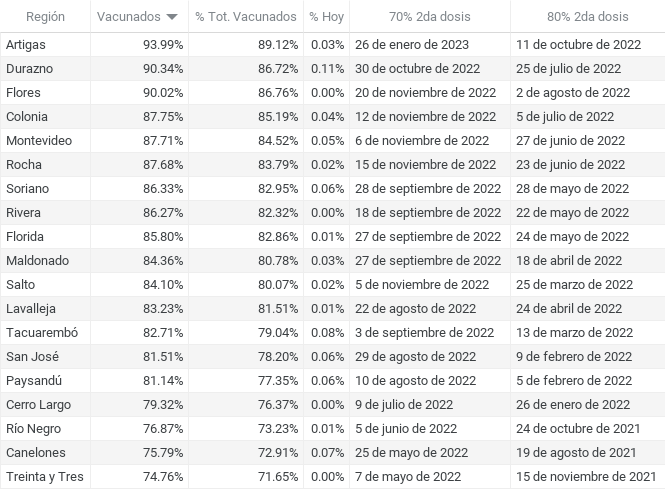 Región Vacunados % Tot. Vacunados % Hoy 70% 2da dosis 80% 2da dosis
Artigas 93.99% 89.12% 0.03% 26 de enero de 2023 11 de octubre de 2022
Durazno 90.34% 86.72% 0.11% 30 de octubre de 2022 25 de julio de 2022
Flores 90.02% 86.76% 0.00% 20 de noviembre de 2022 2 de agosto de 2022
Colonia 87.75% 85.19% 0.04% 12 de noviembre de 2022 5 de julio de 2022
Montevideo 87.71% 84.52% 0.05% 6 de noviembre de 2022 27 de junio de 2022
Rocha 87.68% 83.79% 0.02% 15 de noviembre de 2022 23 de junio de 2022
Soriano 86.33% 82.95% 0.06% 28 de septiembre de 2022 28 de mayo de 2022
Rivera 86.27% 82.32% 0.00% 18 de septiembre de 2022 22 de mayo de 2022
Florida 85.80% 82.86% 0.01% 27 de septiembre de 2022 24 de mayo de 2022
Maldonado 84.36% 80.78% 0.03% 27 de septiembre de 2022 18 de abril de 2022
Salto 84.10% 80.07% 0.02% 5 de noviembre de 2022 25 de marzo de 2022
Lavalleja 83.23% 81.51% 0.01% 22 de agosto de 2022 24 de abril de 2022
Tacuarembó 82.71% 79.04% 0.08% 3 de septiembre de 2022 13 de marzo de 2022
San José 81.51% 78.20% 0.06% 29 de agosto de 2022 9 de febrero de 2022
Paysandú 81.14% 77.35% 0.06% 10 de agosto de 2022 5 de febrero de 2022
Cerro Largo 79.32% 76.37% 0.00% 9 de julio de 2022 26 de enero de 2022
Río Negro 76.87% 73.23% 0.01% 5 de junio de 2022 24 de octubre de 2021
Canelones 75.79% 72.91% 0.07% 25 de mayo de 2022 19 de agosto de 2021
Treinta y Tres 74.76% 71.65% 0.00% 7 de mayo de 2022 15 de noviembre de 2021